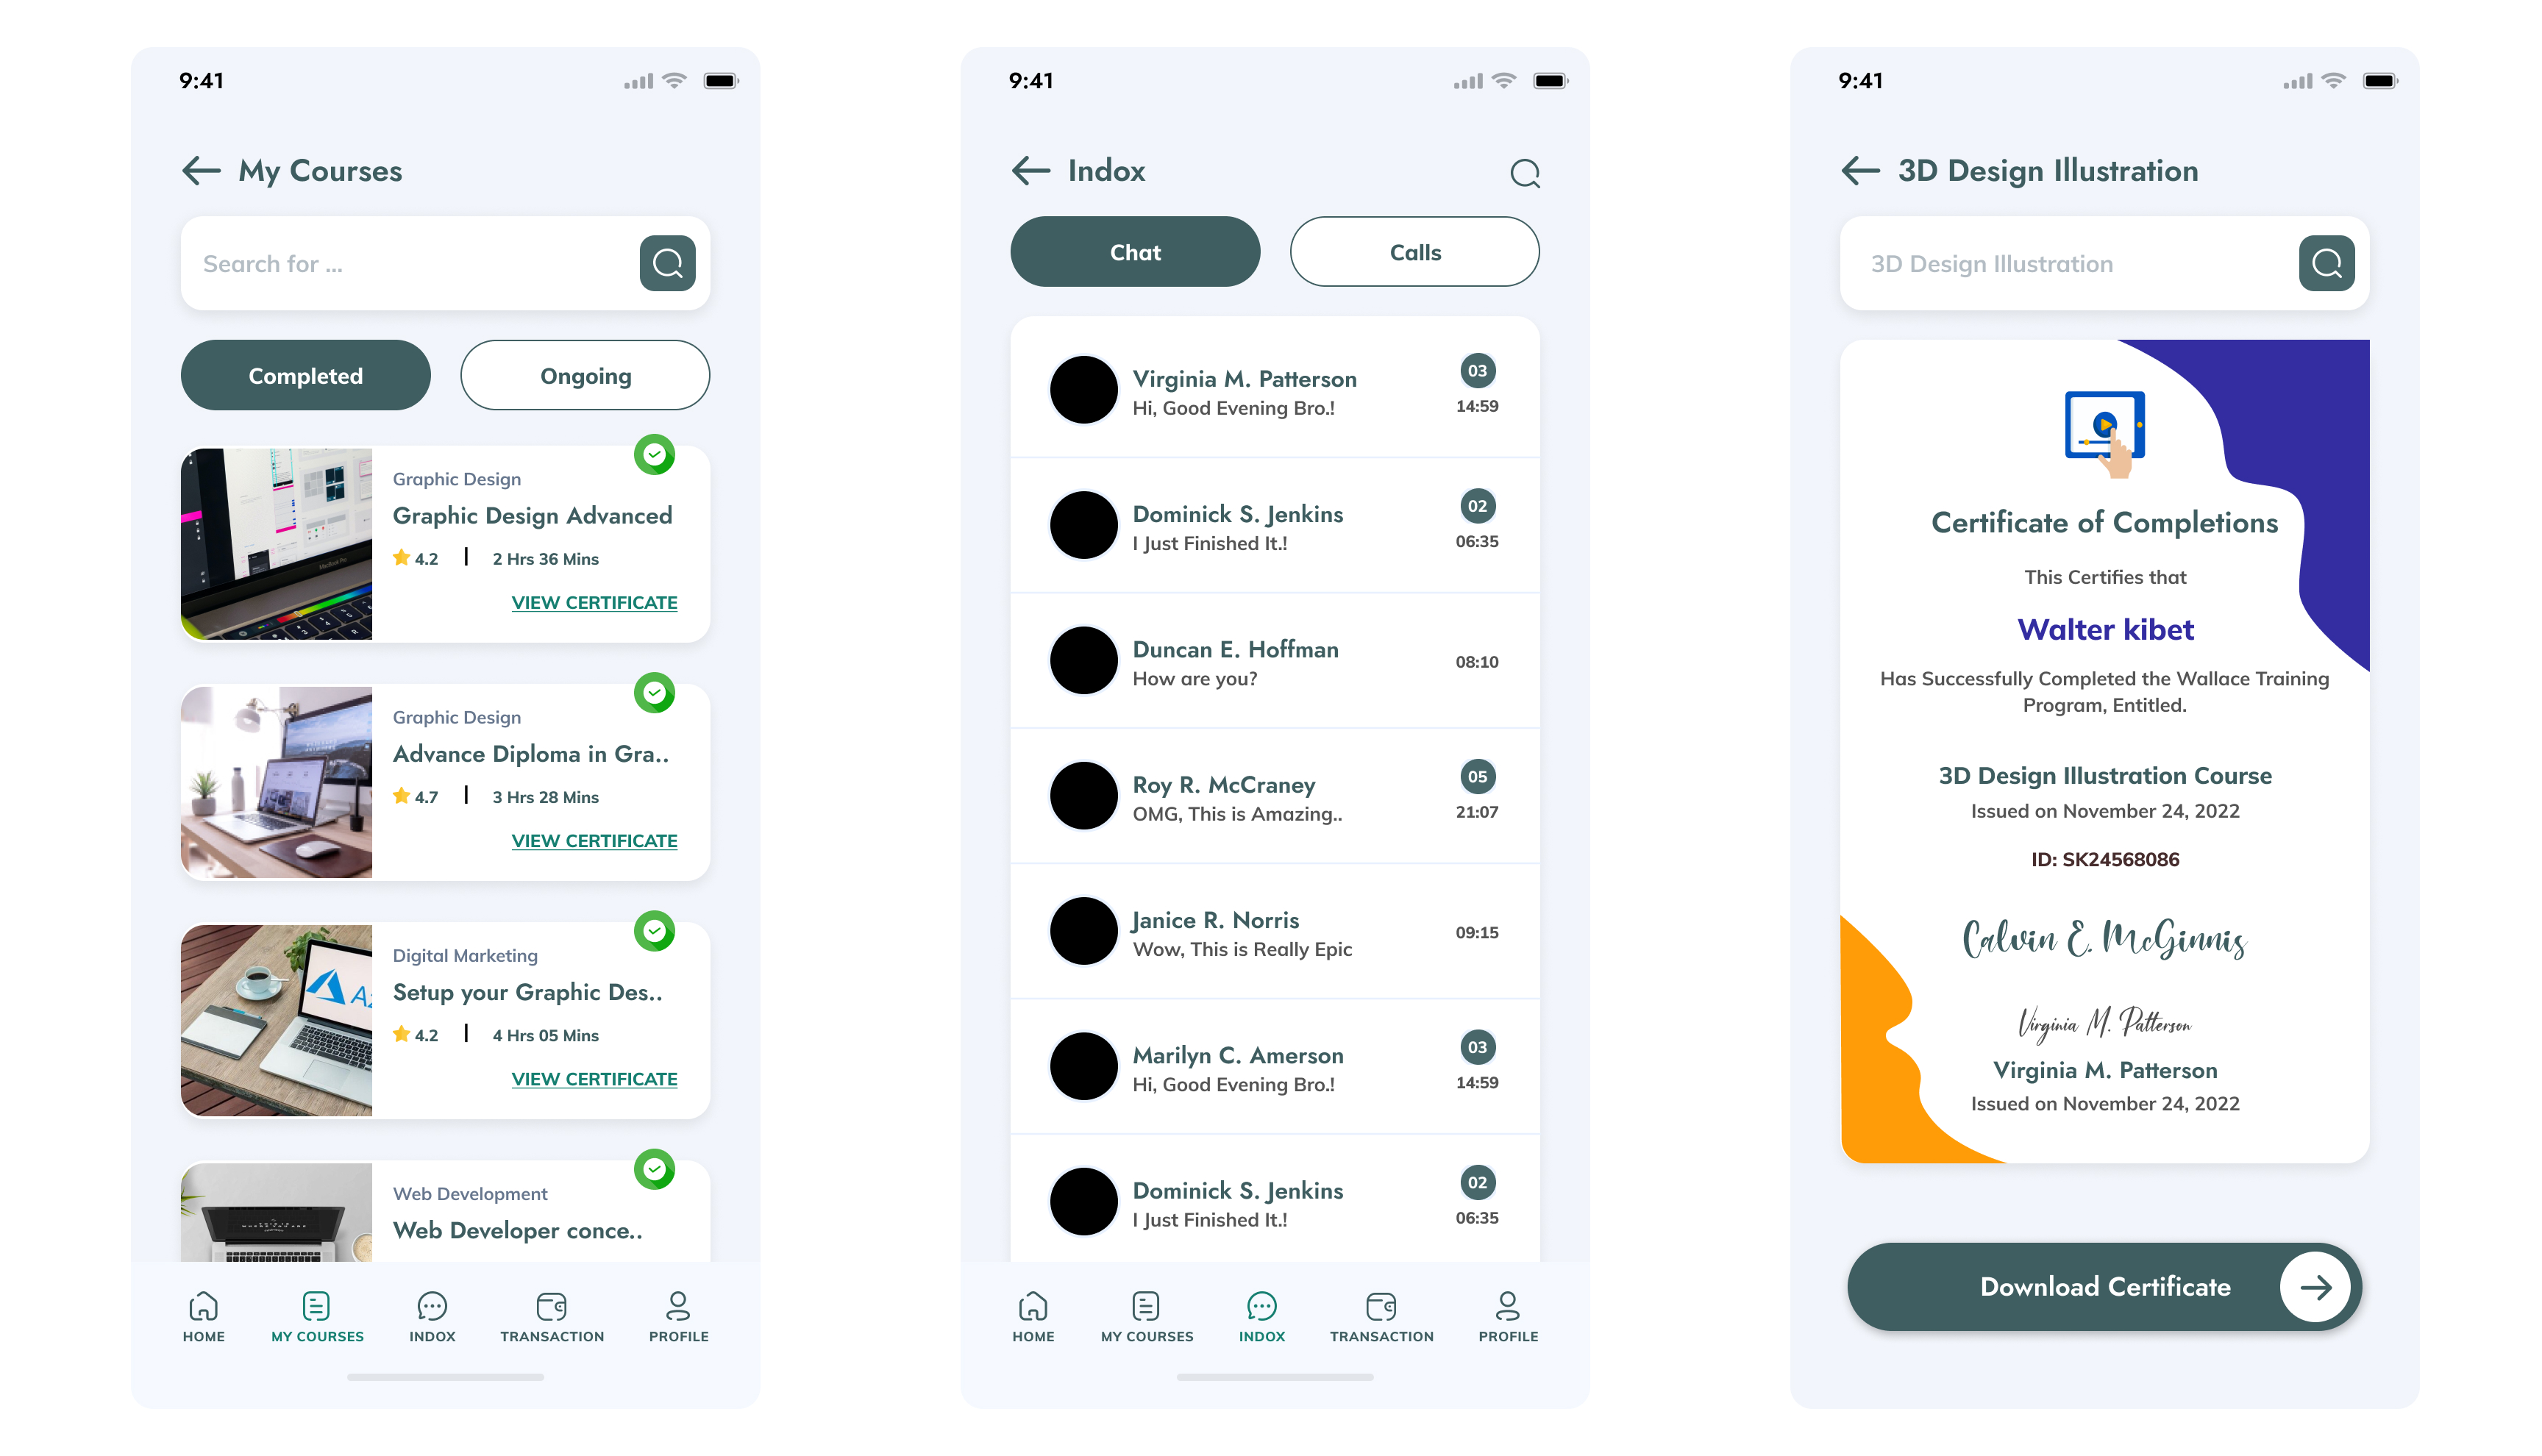 9:41
My Courses
Search for ...
Completed
Ongoing
Graphic Design
Graphic Design Advanced
4.2 | 2 Hrs 36 Mins
VIEW CERTIFICATE
Graphic Design
Advance Diploma in Gra..
4.7 | 3 Hrs 28 Mins
VIEW CERTIFICATE
Digital Marketing
Setup your Graphic Des..
4.2 | 4 Hrs 05 Mins
VIEW CERTIFICATE
Web Development
Web Developer conce..
HOME
MY COURSES
INDOX
TRANSACTION
PROFILE
9:41
Indox
Chat
Calls
Virginia M. Patterson
Hi, Good Evening Bro.!
03
14:59
Dominick S. Jenkins
I Just Finished It.!
02
06:35
Duncan E. Hoffman
How are you?
08:10
Roy R. McCraney
OMG, This is Amazing..
05
21:07
Janice R. Norris
Wow, This is Really Epic
09:15
Marilyn C. Amerson
Hi, Good Evening Bro.!
03
14:59
Dominick S. Jenkins
I Just Finished It.!
02
06:35
HOME
MY COURSES
INDOX
TRANSACTION
PROFILE
9:41
3D Design Illustration
3D Design Illustration
Certificate of Completions
This Certifies that
Walter kibet
Has Successfully Completed the Wallace Training
Program, Entitled.
3D Design Illustration Course
Issued on November 24, 2022
ID: SK24568086
Calvin E. McGinnis
Virginia M. Patterson
Virginia M. Patterson
Issued on November 24, 2022
Download Certificate